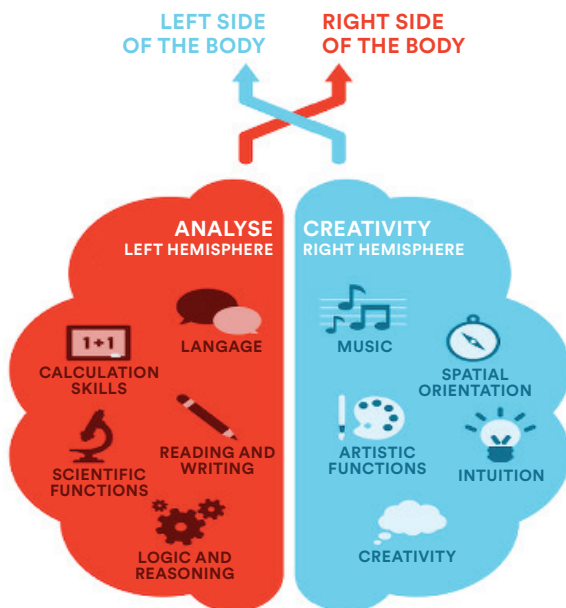 LEFT SIDE
OF THE BODY
RIGHT SIDE
OF THE BODY
ANALYSE
LEFT HEMISPHERE
LANGAGE
1+1
CALCULATION
SKILLS
READING AND
WRITING
SCIENTIFIC
FUNCTIONS
LOGIC AND
REASONING
CREATIVITY
RIGHT HEMISPHERE
MUSIC
SPATIAL
ORIENTATION
ARTISTIC
FUNCTIONS
INTUITION
CREATIVITY